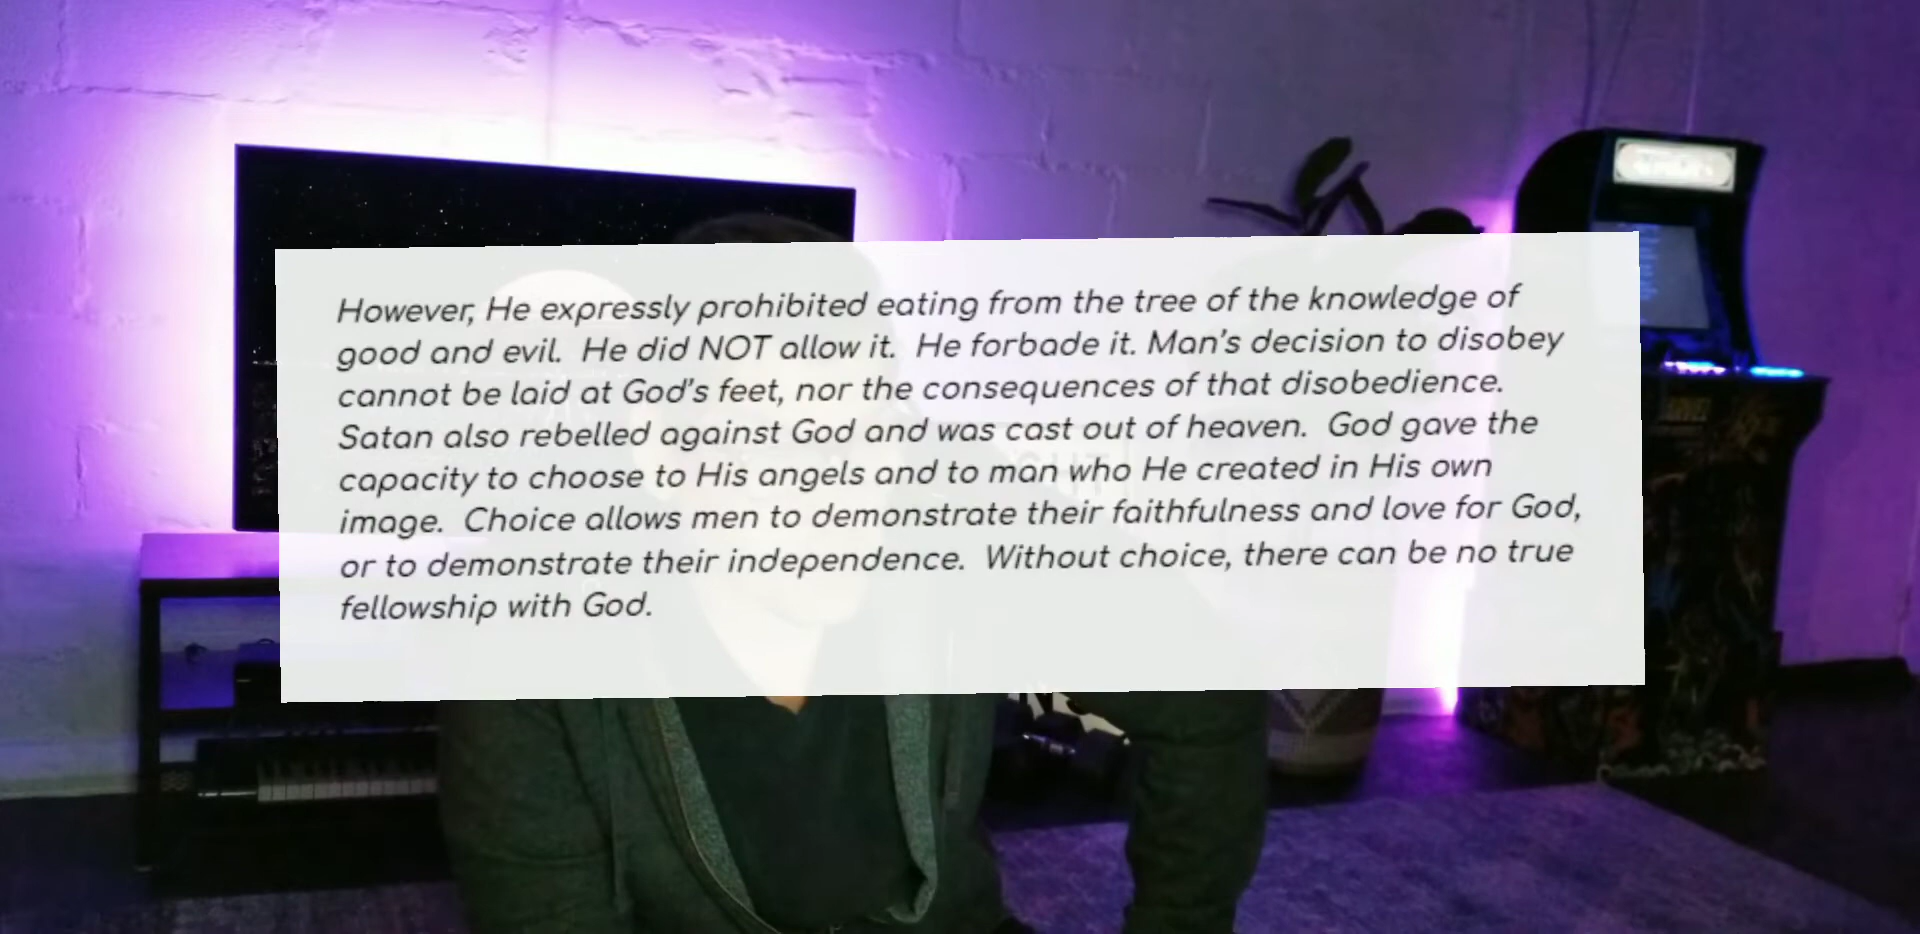 However, He expressly prohibited eating from the tree of the knowledge of
good and evil.  He did NOT allow it.  He forbade it. Man's decision to disobey
cannot be laid at God's feet, nor the consequences of that disobedience.
Satan also rebelled against God and was cast out of heaven.  God gave the
capacity to choose to His angels and to man who He created in His own
image.  Choice allows men to demonstrate their faithfulness and love for God,
or to demonstrate their independence.  Without choice, there can be no true
fellowship with God.